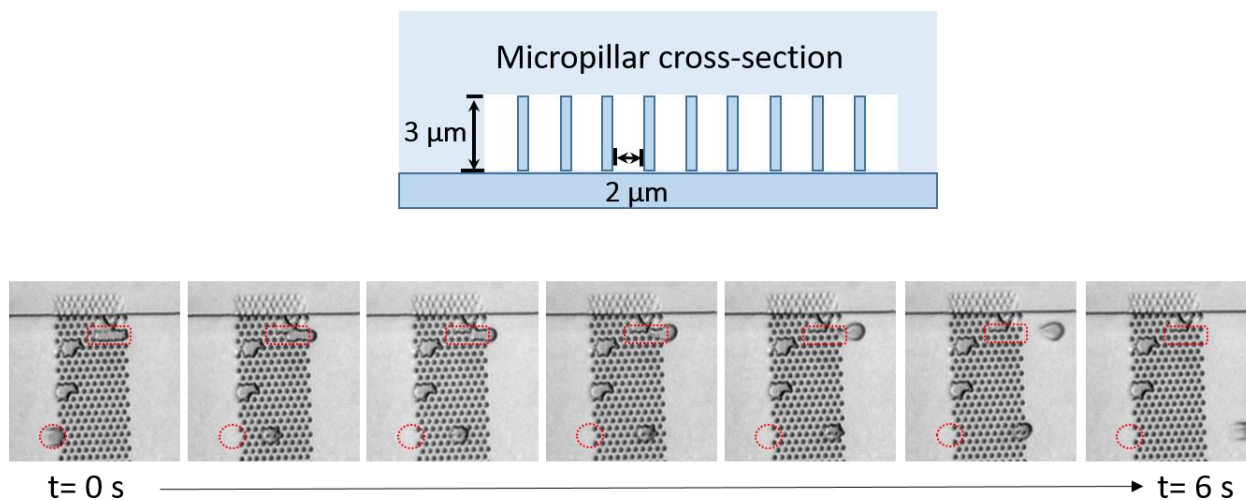 Micropillar cross-section
3 µm
2 µm
t= 0 s
t= 6 s